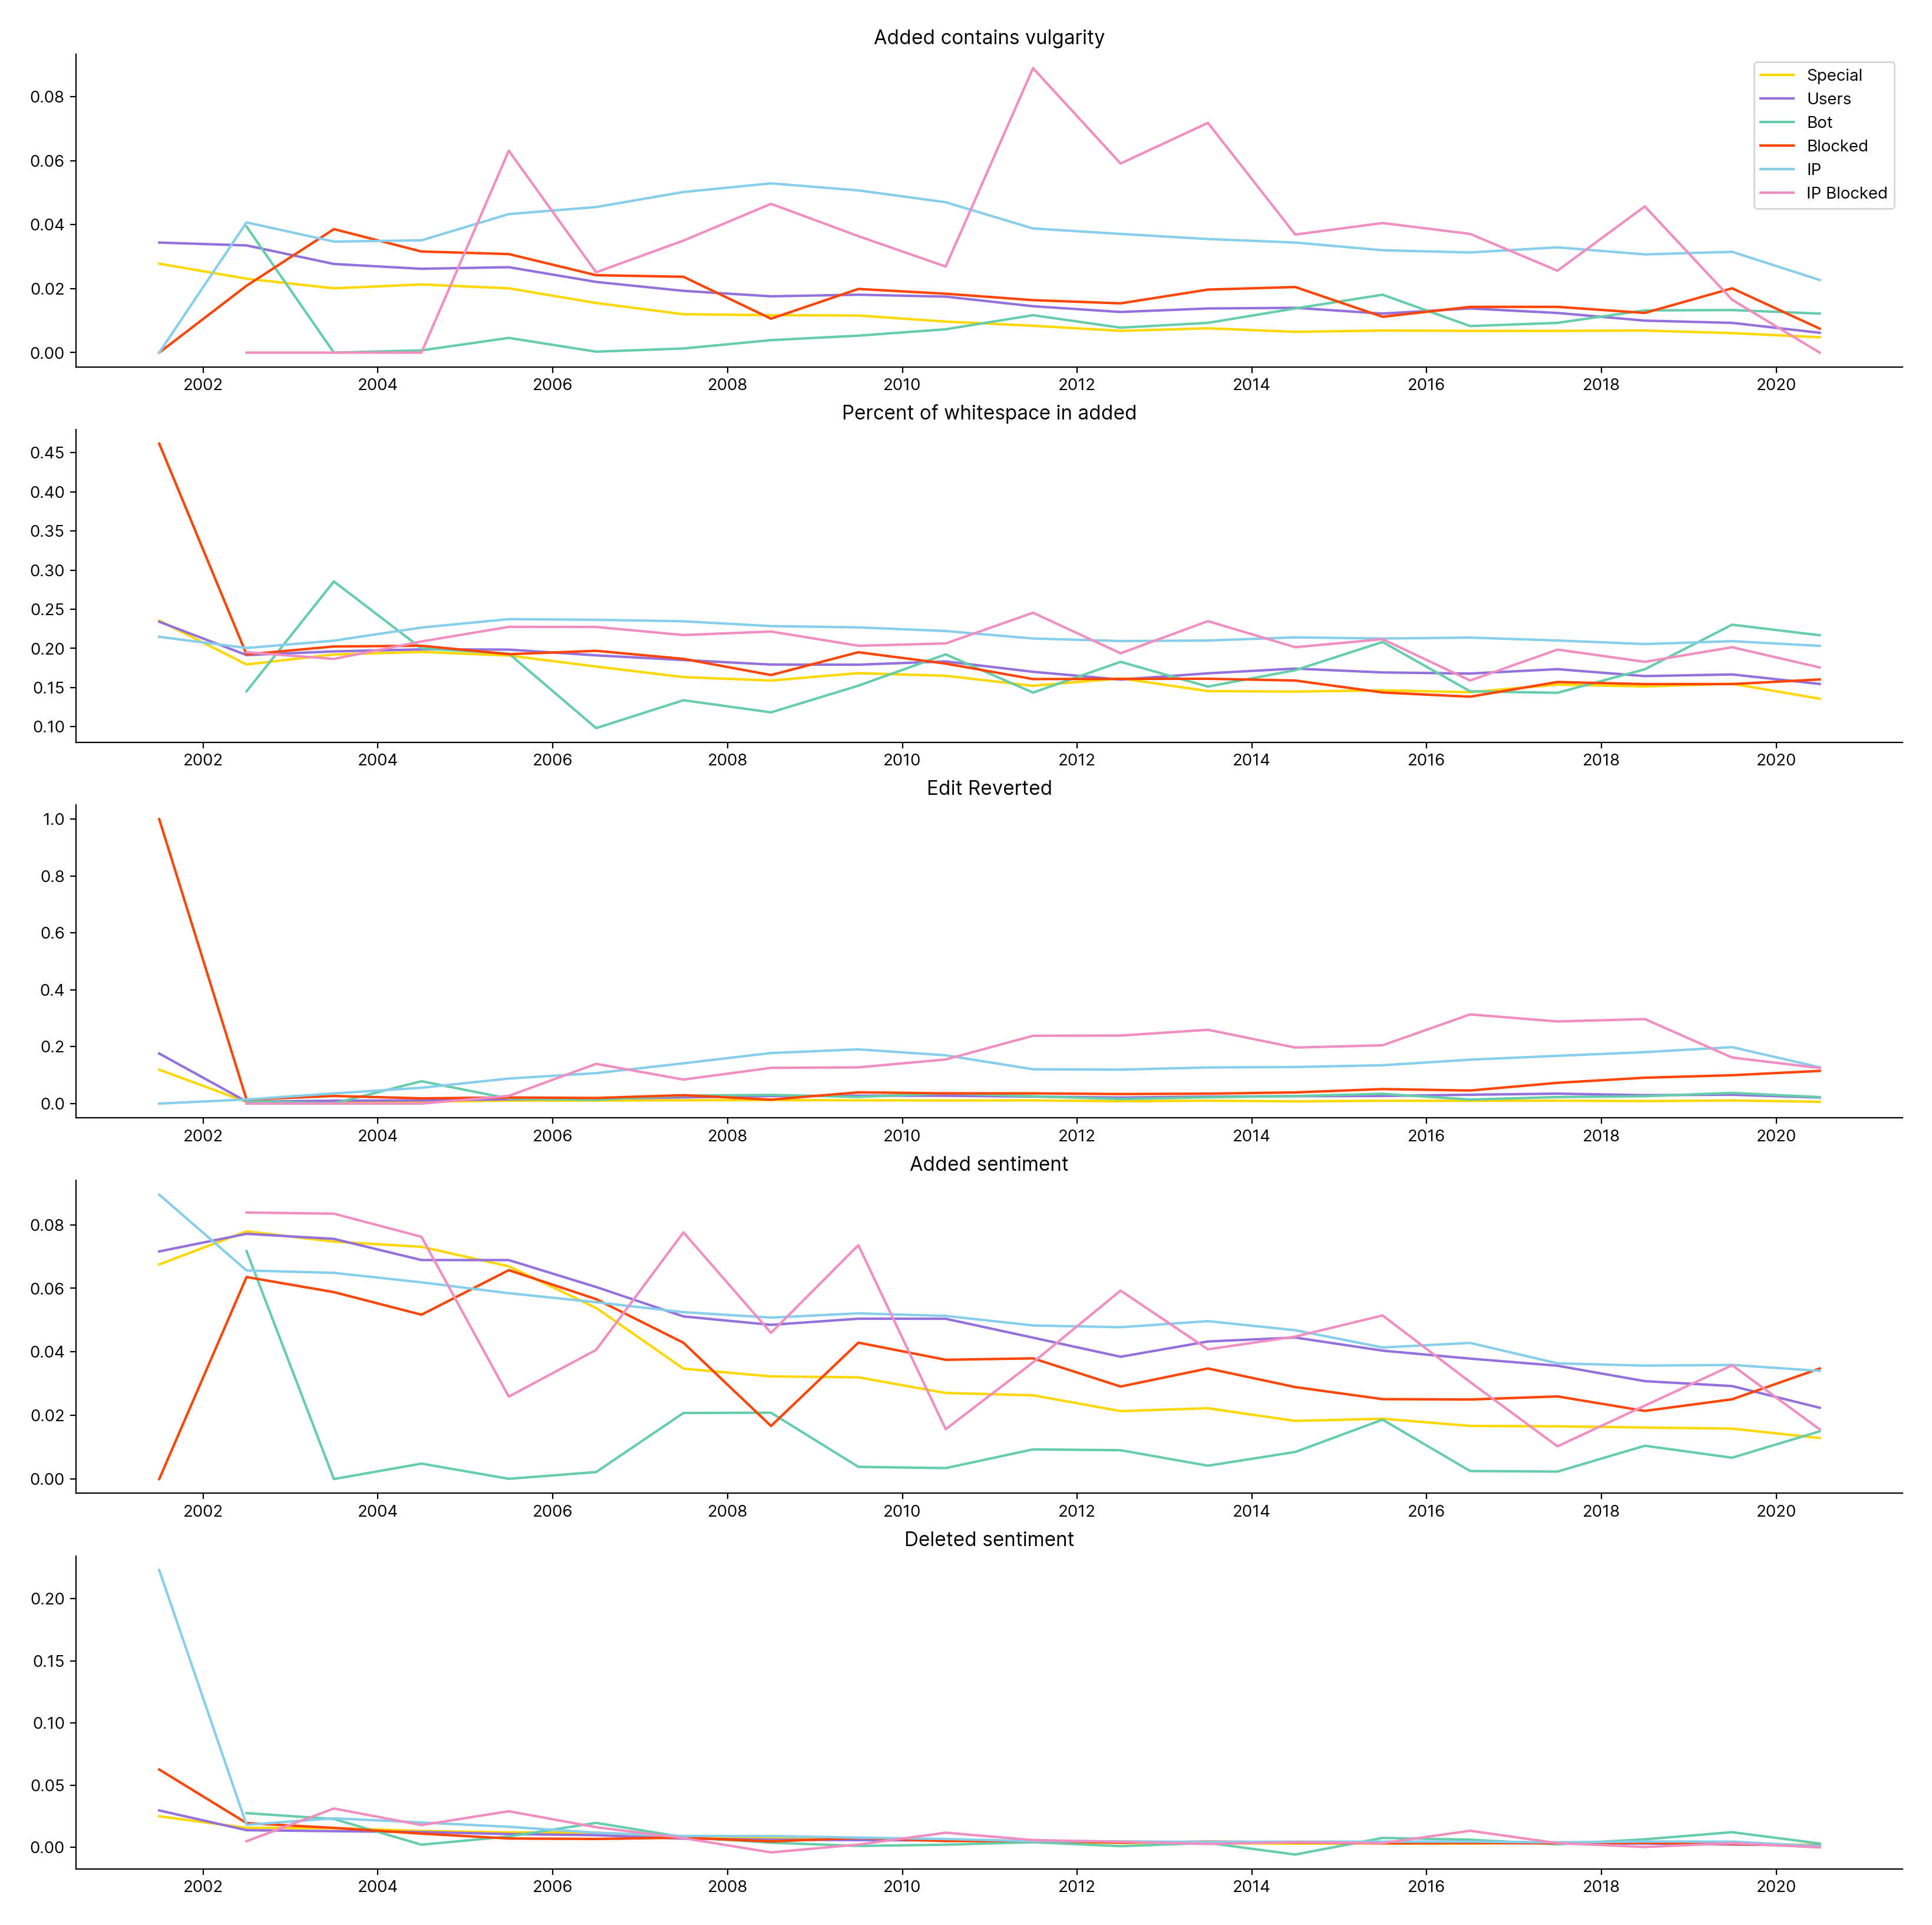 Added contains vulgarity
0.08
0.06
0.04
0.02
0.00
Special
Users
Bot
Blocked
IP
IP Blocked
2002 2004 2006 2008 2010 2012 2014 2016 2018 2020
Percent of whitespace in added
0.45
0.40
0.35
0.30
0.25
0.20
0.15
0.10
2002 2004 2006 2008 2010 2012 2014 2016 2018 2020
Edit Reverted
1.0
0.8
0.6
0.4
0.2
0.0
2002 2004 2006 2008 2010 2012 2014 2016 2018 2020
Added sentiment
0.08
0.06
0.04
0.02
0.00
2002 2004 2006 2008 2010 2012 2014 2016 2018 2020
Deleted sentiment
0.20
0.15
0.10
0.05
0.00
2002 2004 2006 2008 2010 2012 2014 2016 2018 2020